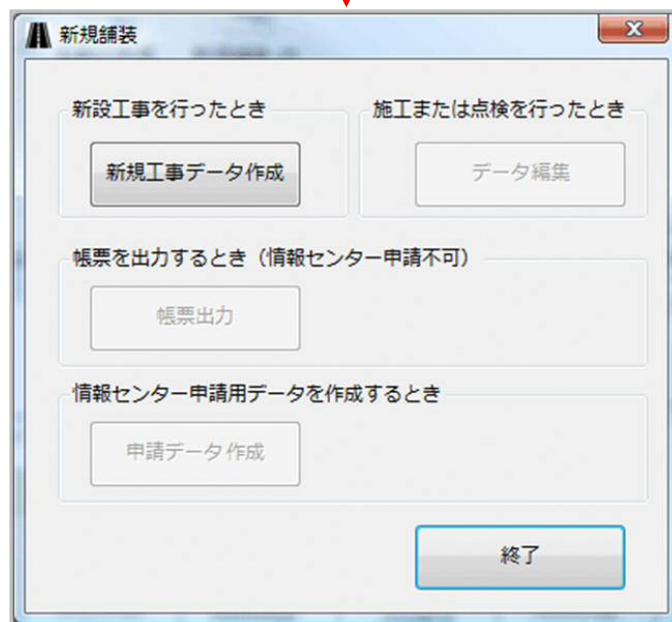 新規舗装
新設工事を行ったとき
施工または点検を行ったとき
新規工事データ作成
データ編集
帳票を出力するとき（情報センター申請不可）
帳票出力
情報センター申請用データを作成するとき
申請データ作成
終了